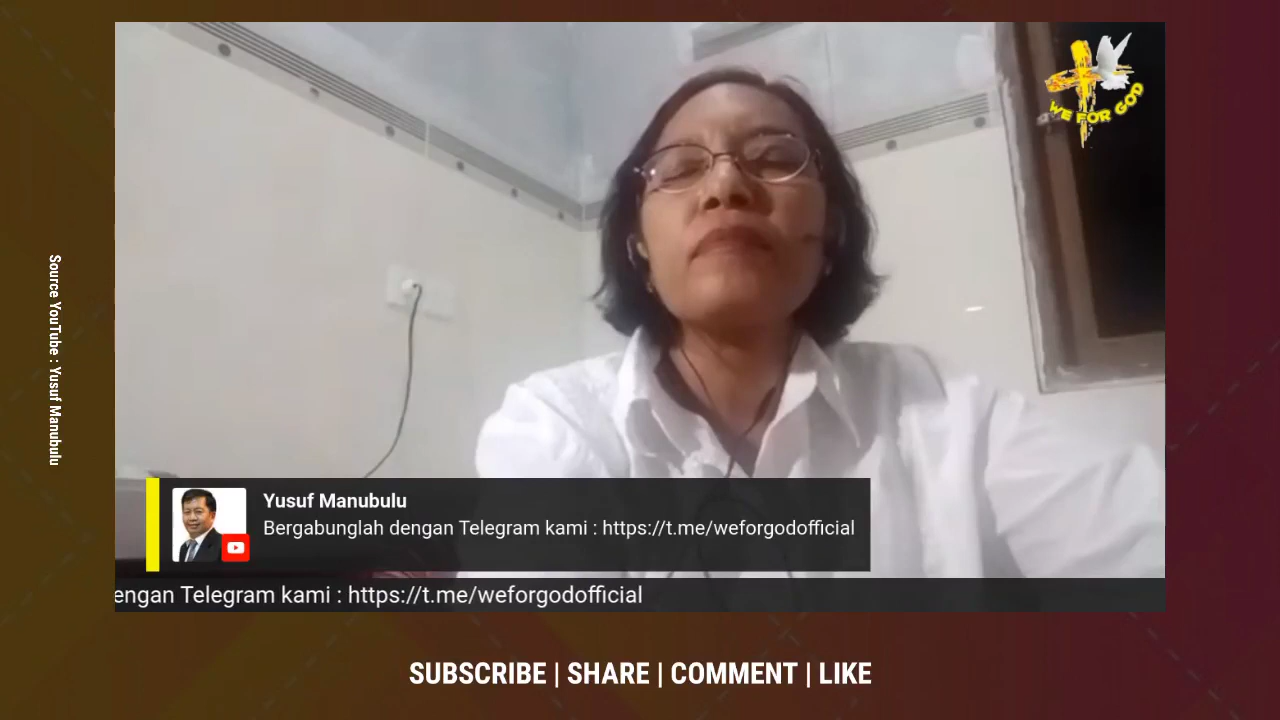 WE FOR GOD
Source YouTube : Yusuf Manubulu
Yusuf Manubulu
Bergabunglah dengan Telegram kami : https://t.me/weforgodofficial
engan Telegram kami : https://t.me/weforgodofficial
SUBSCRIBE | SHARE | COMMENT | LIKE